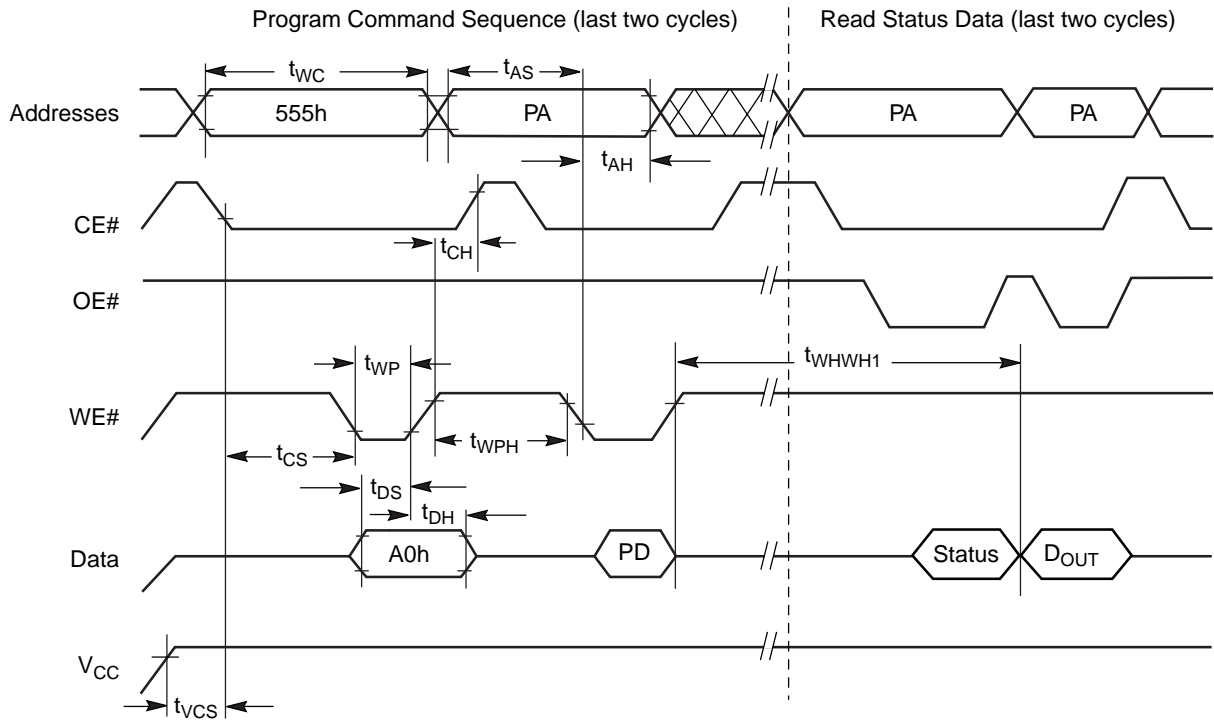 Program Command Sequence (last two cycles)
Read Status Data (last two cycles)
tWC
tAS
Addresses
555h
PA
PA
PA
tAH
CE#
tCH
OE#
tWP
tWHWH1
WE#
tWPH
tCS
tDS
tDH
Data
A0h
PD
Status
DOUT
VCC
tVCS